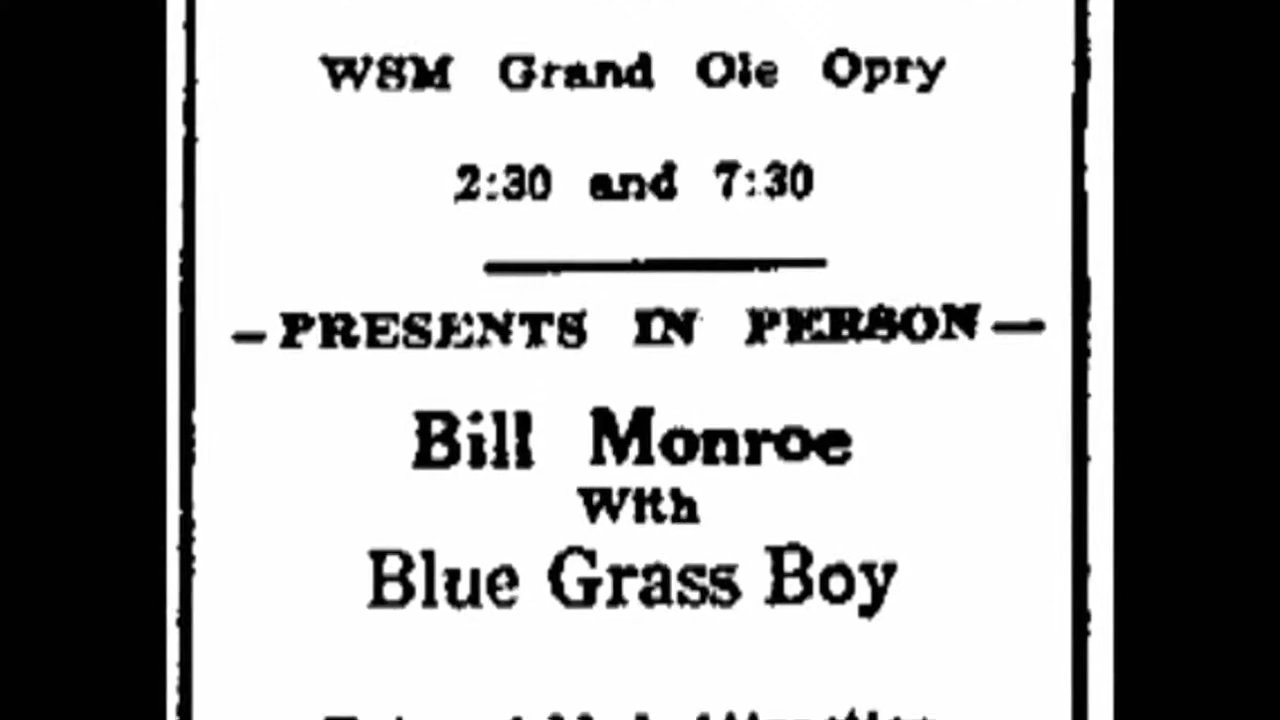 WSM Grand Ole Opry
2:30 and 7:30
—PRESENTS IN PERSON—
Bill Monroe
With
Blue Grass Boy